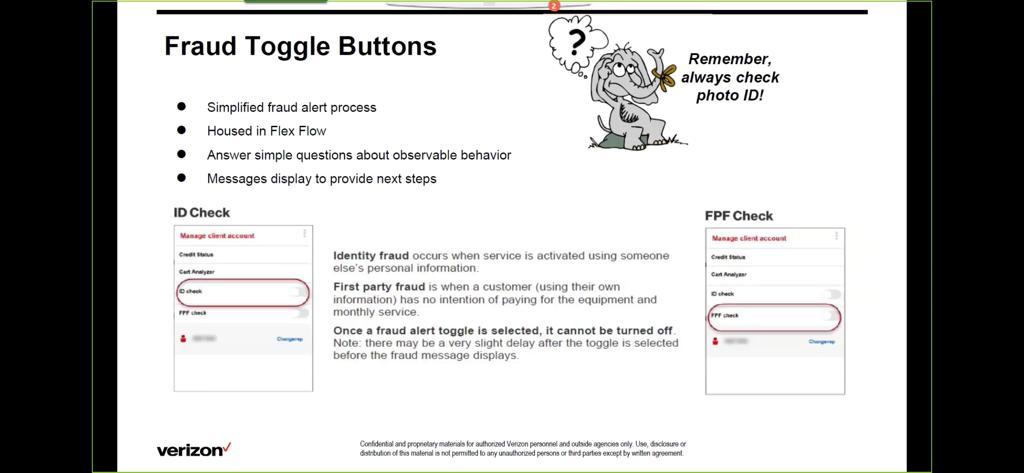 2
Fraud Toggle Buttons
?
Remember,
always check
photo ID!
● Simplified fraud alert process
● Housed in Flex Flow
● Answer simple questions about observable behavior
● Messages display to provide next steps
ID Check
Manage client account
Credit Status
Cart Analyzer
ID check
FPF check
Change rep
Identity fraud occurs when service is activated using someone
else's personal information.
First party fraud is when a customer (using their own
information) has no intention of paying for the equipment and
monthly service.
Once a fraud alert toggle is selected, it cannot be turned off.
Note: there may be a very slight delay after the toggle is selected
before the fraud message displays.
FPF Check
Manage client account
Credit Status
Cart Analyzer
ID check
FPF check
Change rep
verizon✓
Confidential and proprietary materials for authorized Verizon personnel and outside agencies only. Use, disclosure or
distribution of this material is not permitted to any unauthorized persons or third parties except by written agreement.